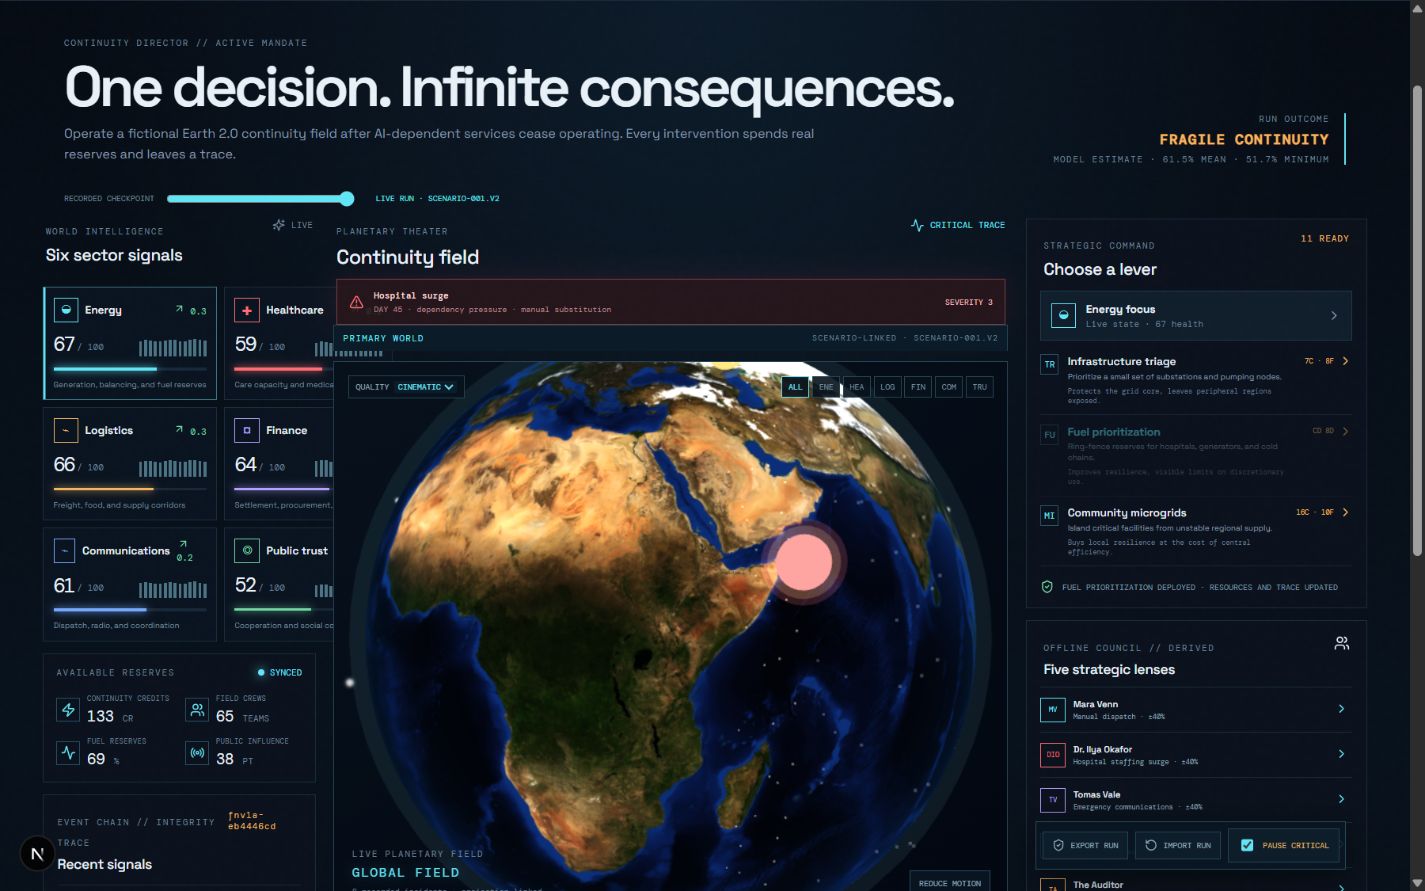 CONTINUITY DIRECTOR // ACTIVE MANDATE
One decision. Infinite consequences.
Operate a fictional Earth 2.0 continuity field after AI-dependent services cease operating. Every intervention spends real
reserves and leaves a trace.
RUN OUTCOME
FRAGILE CONTINUITY
MODEL ESTIMATE · 61.5% MEAN · 51.7% MINIMUM
RECORDED CHECKPOINT
LIVE RUN · SCENARIO-001.V2
WORLD INTELLIGENCE
LIVE
Six sector signals
Energy
0.3
67 / 100
Generation, balancing, and fuel reserves
Healthcare
59 / 100
Care capacity and medica
Logistics
0.3
66 / 100
Freight, food, and supply corridors
Finance
64 / 100
Settlement, procurement,
Communications
0.2
61 / 100
Dispatch, radio, and coordination
Public trust
52 / 100
Cooperation and social co
AVAILABLE RESERVES
SYNCED
CONTINUITY CREDITS
133 CR
FIELD CREWS
65 TEAMS
FUEL RESERVES
69 %
PUBLIC INFLUENCE
38 PT
EVENT CHAIN // INTEGRITY
TRACE
fnv1a-
eb4446cd
Recent signals
PLANETARY THEATER
CRITICAL TRACE
Continuity field
Hospital surge
DAY 45 · dependency pressure · manual substitution
SEVERITY 3
PRIMARY WORLD
SCENARIO-LINKED · SCENARIO-001.V2
QUALITY CINEMATIC
ALL ENE HEA LOG FIN COM TRU
LIVE PLANETARY FIELD
GLOBAL FIELD
REDUCE MOTION
STRATEGIC COMMAND
11 READY
Choose a lever
Energy focus
Live state · 67 health
TR
Infrastructure triage
7C · 8F
Prioritize a small set of substations and pumping nodes.
Protects the grid core, leaves peripheral regions
exposed.
FU
Fuel prioritization
CD 8D
Ring-fence reserves for hospitals, generators, and cold
chains.
Improves resilience, visible limits on discretionary
use.
MI
Community microgrids
16C · 10F
Island critical facilities from unstable regional supply.
Buys local resilience at the cost of central
efficiency.
FUEL PRIORITIZATION DEPLOYED · RESOURCES AND TRACE UPDATED
OFFLINE COUNCIL // DERIVED
Five strategic lenses
MV
Mara Venn
Manual dispatch · ±40%
DIO
Dr. Ilya Okafor
Hospital staffing surge · ±40%
TV
Tomas Vale
Emergency communications · ±40%
EXPORT RUN
IMPORT RUN
PAUSE CRITICAL
The Auditor
N